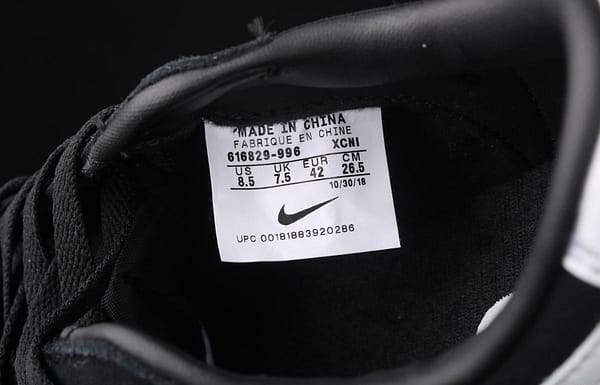 MADE IN CHINA
FABRIQUE EN CHINE
616829-996 XCNI
US UK EUR CM
8.5 7.5 42 26.5
10/30/18
UPC 00181883920286